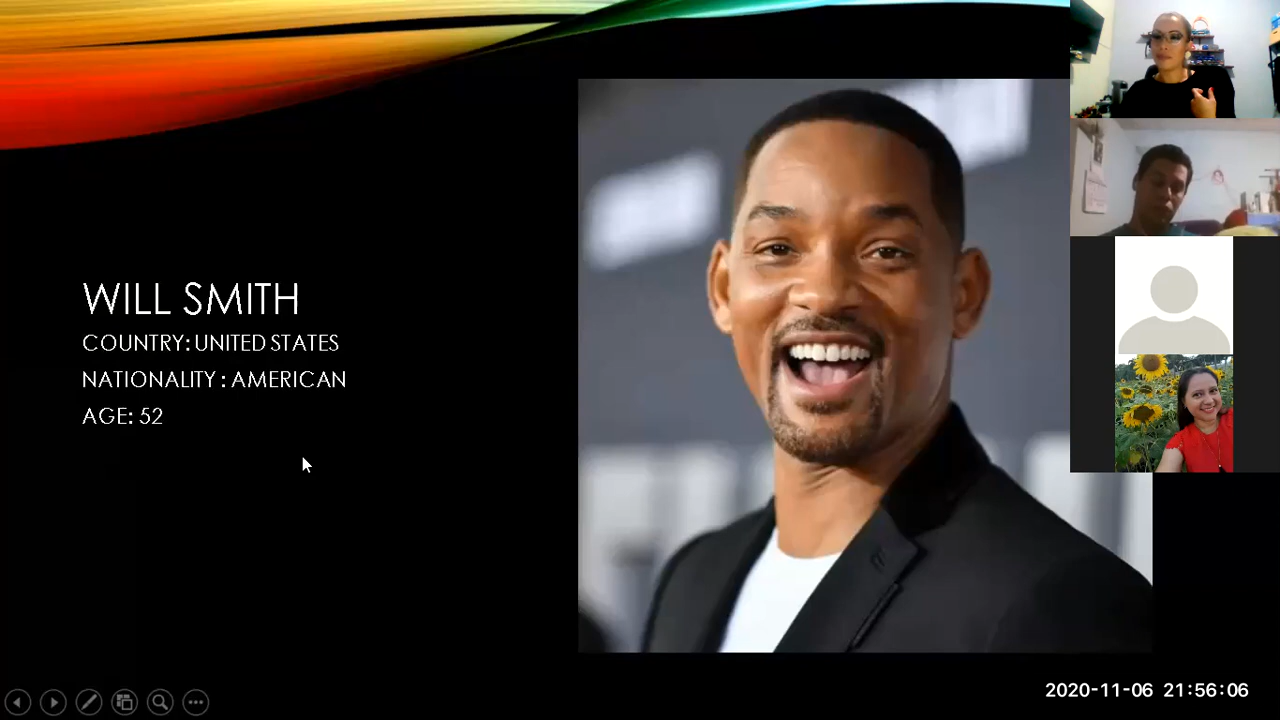 WILL SMITH
COUNTRY: UNITED STATES
NATIONALITY : AMERICAN
AGE: 52
2020-11-06 21:56:06